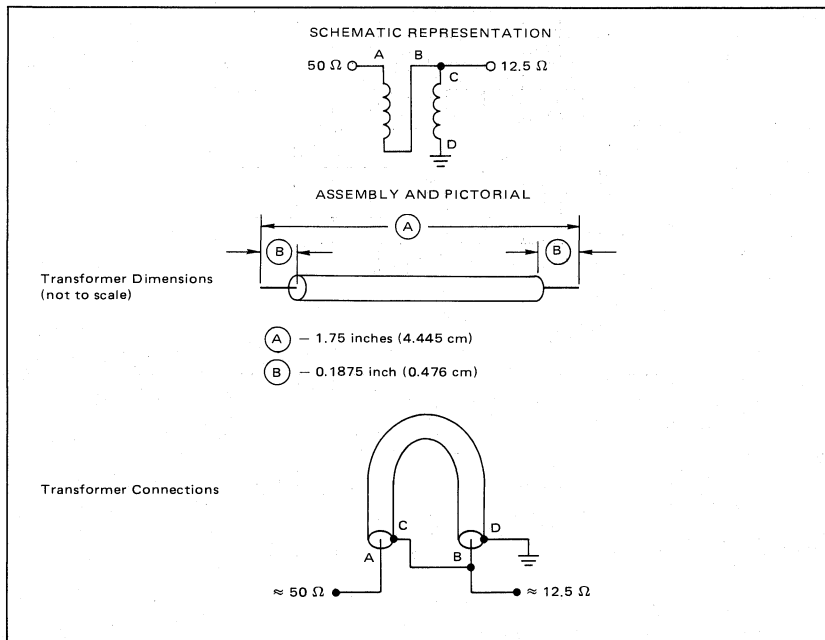 SCHEMATIC REPRESENTATION
A B
50 Ω 12.5 Ω
C
D
ASSEMBLY AND PICTORIAL
A
B B
Transformer Dimensions
(not to scale)
A – 1.75 inches (4.445 cm)
B – 0.1875 inch (0.476 cm)
Transformer Connections
C D
A B
≈ 50 Ω ≈ 12.5 Ω